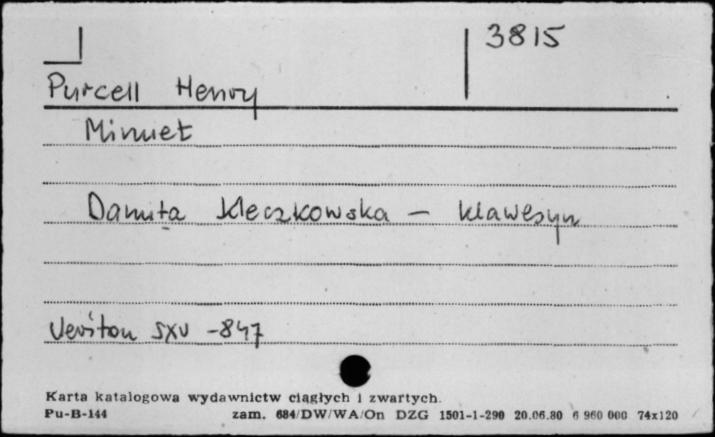 3815
Purcell Henry
Minuet
Danuta Kleczkowska – klawesyn
Veriton SXV -847
Karta katalogowa wydawnictw ciągłych i zwartych.
Pu-B-144 zam. 684/DW/WA/On DZG 1501-1-290 20.06.80 6 960 000 74x120